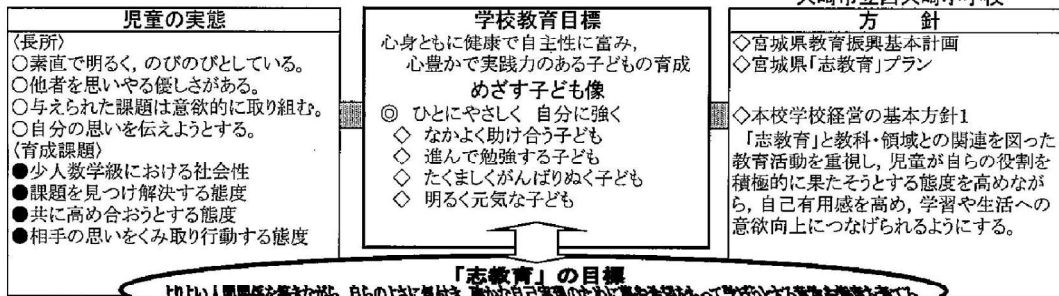 児童の実態
〈長所〉
○素直で明るく，のびのびとしている。
○他者を思いやる優しさがある。
○与えられた課題は意欲的に取り組む。
○自分の思いを伝えようとする。
〈育成課題〉
●少人数学級における社会性
●課題を見つけ解決する態度
●共に高め合おうとする態度
●相手の思いをくみ取り行動する態度
学校教育目標
心身ともに健康で自主性に富み，
心豊かで実践力のある子どもの育成
めざす子ども像
◎ ひとにやさしく 自分に強く
◇ なかよく助け合う子ども
◇ 進んで勉強する子ども
◇ たくましくがんばりぬく子ども
◇ 明るく元気な子ども
方 針
◇宮城県教育振興基本計画
◇宮城県「志教育」プラン
◇本校学校経営の基本方針1
「志教育」と教科・領域との関連を図った
教育活動を重視し，児童が自らの役割を
積極的に果たそうとする態度を高めなが
ら，自己有用感を高め，学習や生活への
意欲向上につなげられるようにする。
「志教育」の目標